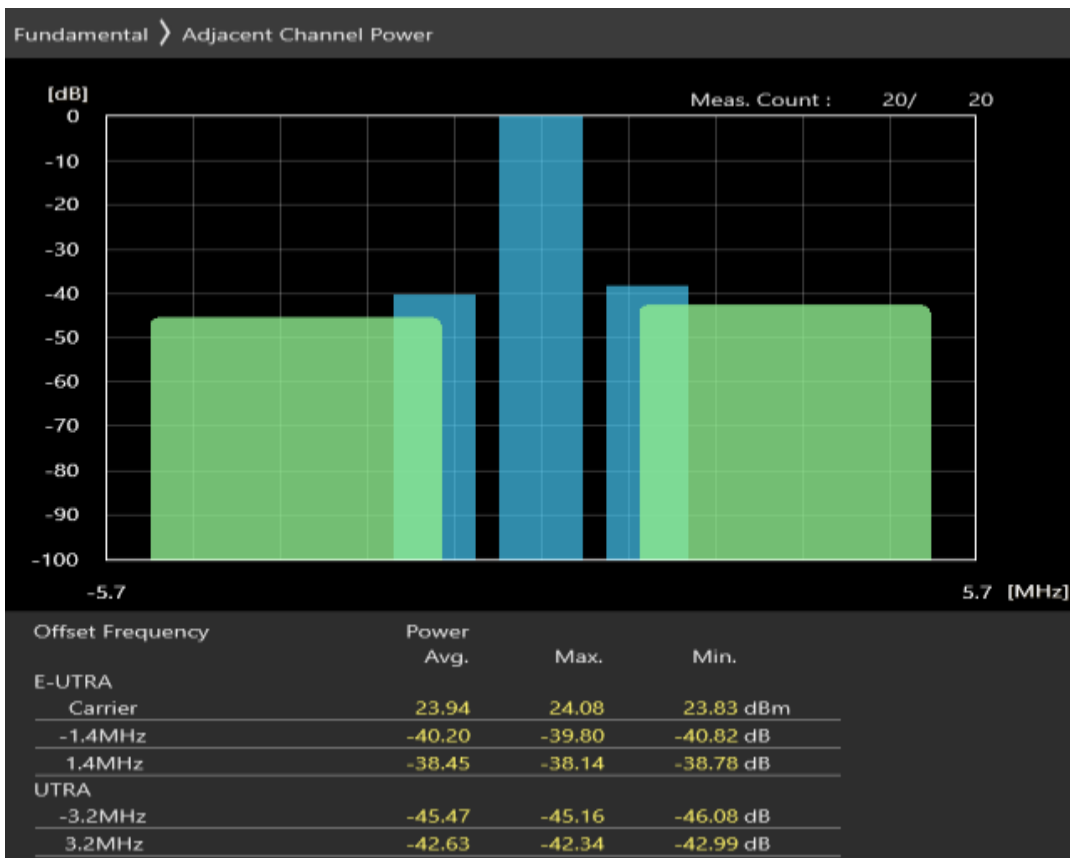 Fundamental 〉 Adjacent Channel Power
[dB]
Meas. Count : 20/ 20
0
-10
-20
-30
-40
-50
-60
-70
-80
-90
-100
-5.7 5.7 [MHz]
Offset Frequency Power
Avg. Max. Min.
E-UTRA
Carrier 23.94 24.08 23.83 dBm
-1.4MHz -40.20 -39.80 -40.82 dB
1.4MHz -38.45 -38.14 -38.78 dB
UTRA
-3.2MHz -45.47 -45.16 -46.08 dB
3.2MHz -42.63 -42.34 -42.99 dB